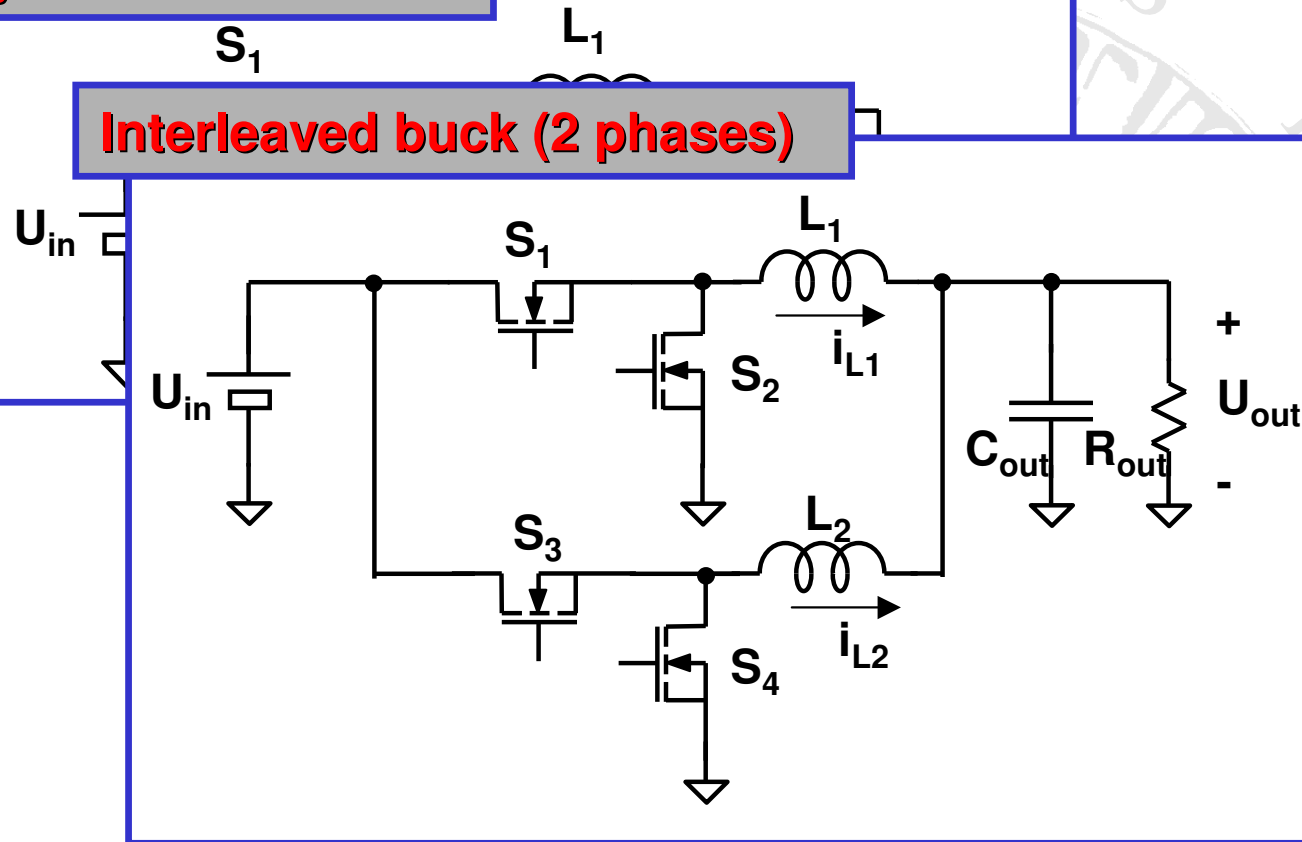 S1
L1
Interleaved buck (2 phases)
Uin
S1
L1
iL1
S2
Uin
+
Uout
-
Cout
Rout
S3
L2
iL2
S4